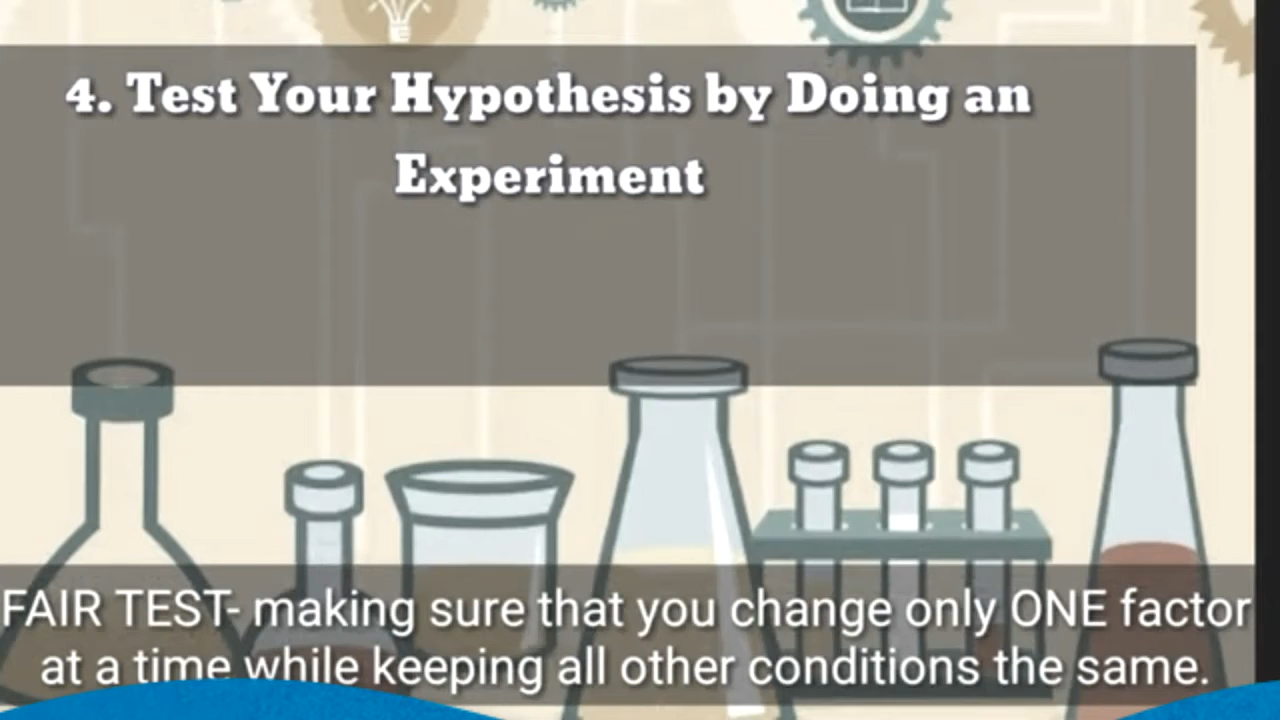 4. Test Your Hypothesis by Doing an
Experiment
FAIR TEST- making sure that you change only ONE factor
at a time while keeping all other conditions the same.